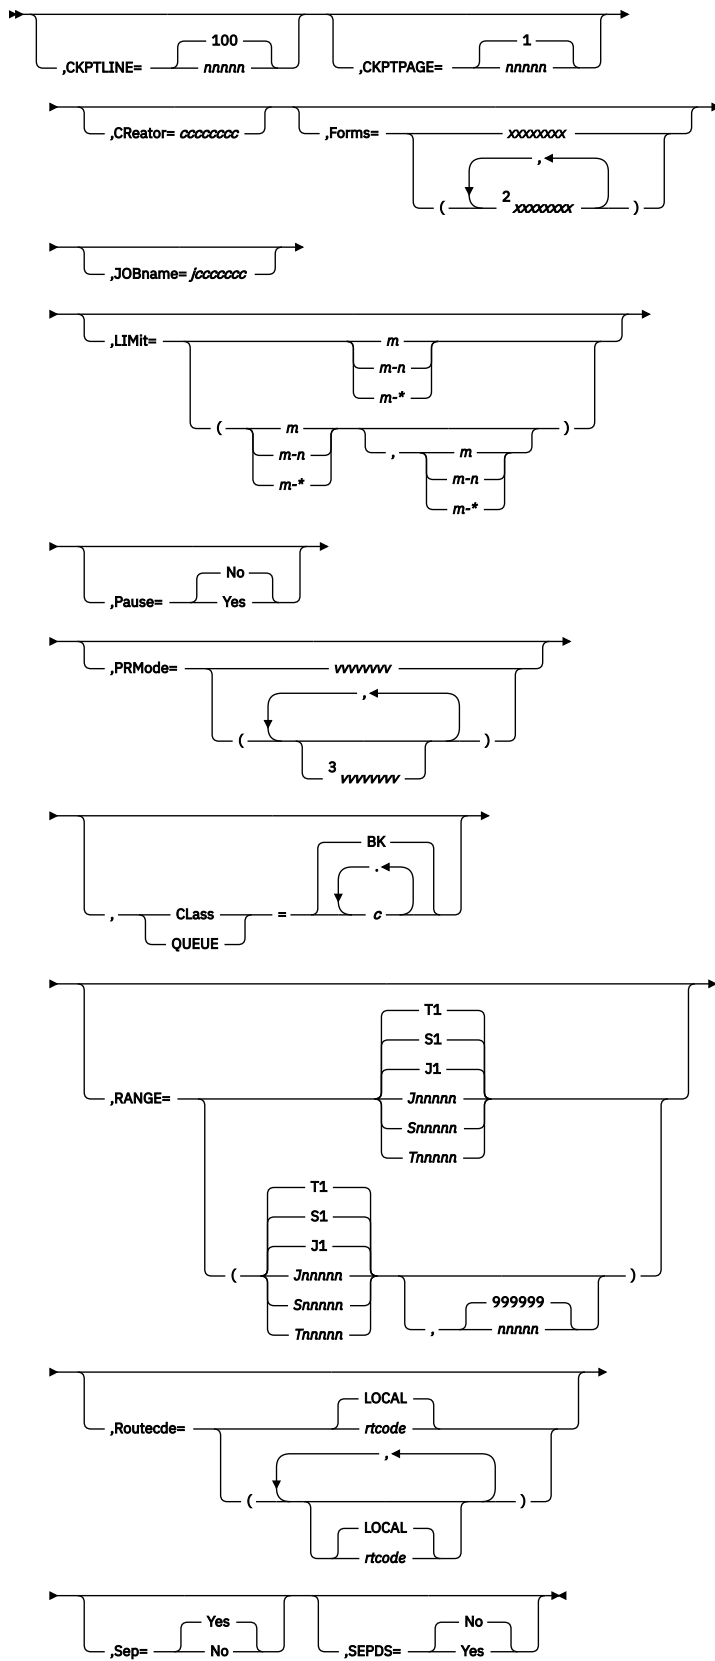 100
,CKPTLINE= nnnnn
1
,CKPTPAGE= nnnnn
,CReator= cccccccc
,Forms= xxxxxxxx
,
( 2 xxxxxxxx )
,JOBname= jccccccc
,LIMit= m
m-n
m-*
( m
m-n
m-*
, m )
m-n
m-*
No
,Pause= Yes
,PRMode= vvvvvvvv
,
( )
3 vvvvvvvv
BK
.
, CLass = c
QUEUE
T1
S1
J1
,RANGE= Jnnnnn
Snnnnn
Tnnnnn
T1
S1
J1
( Jnnnnn )
Snnnnn
Tnnnnn
999999
, nnnnn
LOCAL
,Routecde= rtcode
,
( )
LOCAL
rtcode
Yes
,Sep= No
No
,SEPDS= Yes